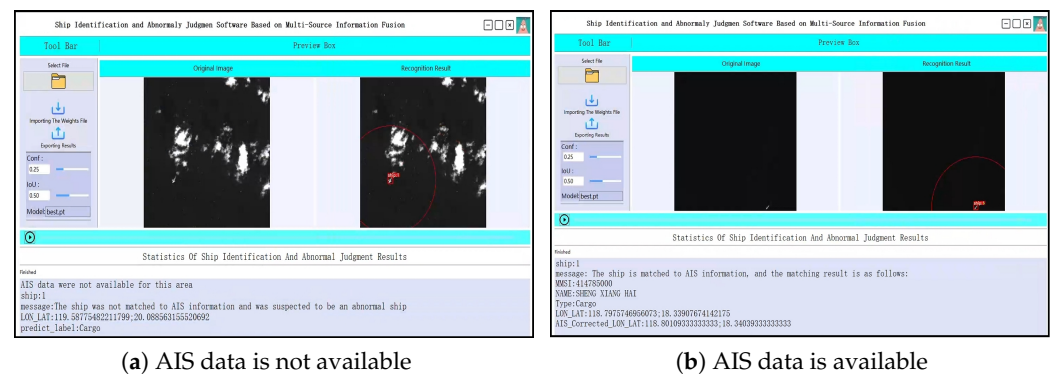 Ship Identification and Abnormaly Judgmen Software Based on Multi-Source Information Fusion
Tool Bar
Preview Box
Select File
Original Image
Recognition Result
Importing The Weights File
Exporting Results
Conf :
0.25
IoU :
0.50
Model: best.pt
Statistics Of Ship Identification And Abnormal Judgment Results
Finished
AIS data were not available for this area
ship:1
message:The ship was not matched to AIS information and was suspected to be an abnormal ship
LON_LAT:119.58775482211799;20.088563155520692
predict_label:Cargo
(a) AIS data is not available
Ship Identification and Abnormaly Judgmen Software Based on Multi-Source Information Fusion
Tool Bar
Preview Box
Select File
Original Image
Recognition Result
Importing The Weights File
Exporting Results
Conf :
0.25
IoU :
0.50
Model: best.pt
Statistics Of Ship Identification And Abnormal Judgment Results
Finished
ship:1
message: The ship is matched to AIS information, and the matching result is as follows:
MMSI:414785000
NAME:SHENG XIANG HAI
Type:Cargo
LON_LAT:118.7975746956073;18.33907674142175
AIS_Corrected_LON_LAT:118.80109333333333;18.34039333333333
(b) AIS data is available